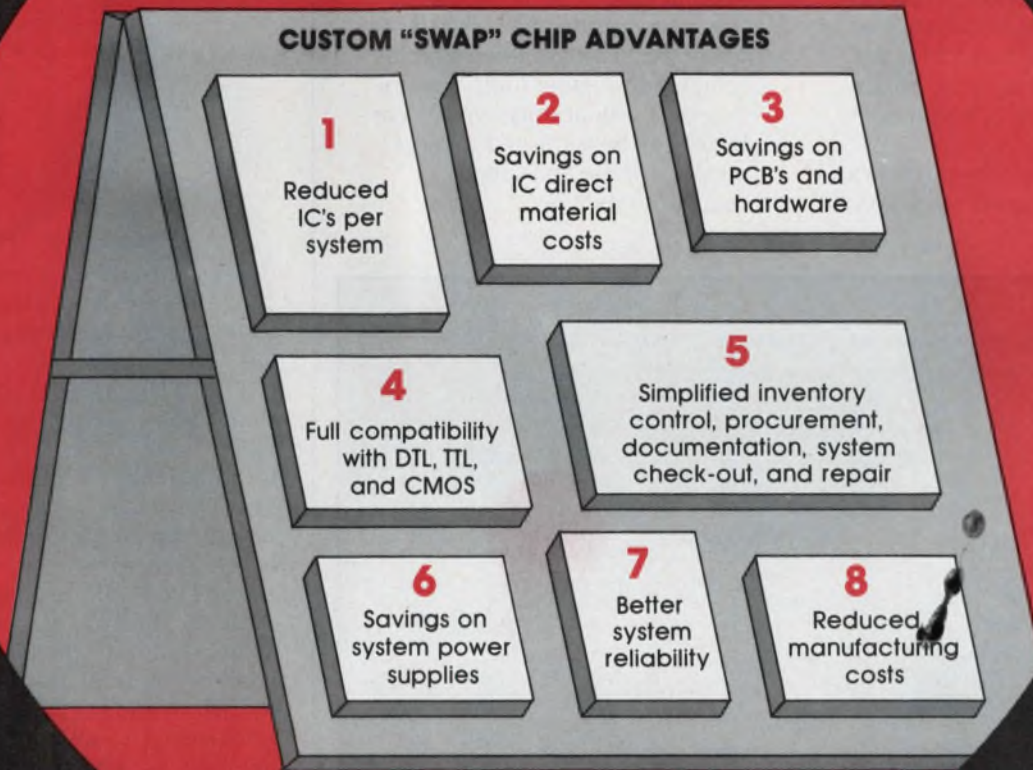 CUSTOM “SWAP” CHIP ADVANTAGES
1
Reduced
IC's per
system
2
Savings on
IC direct
material
costs
3
Savings on
PCB's and
hardware
4
Full compatibility
with DTL, TTL,
and CMOS
5
Simplified inventory
control, procurement,
documentation, system
check-out, and repair
6
Savings on
system power
supplies
7
Better
system
reliability
8
Reduced
manufacturing
costs